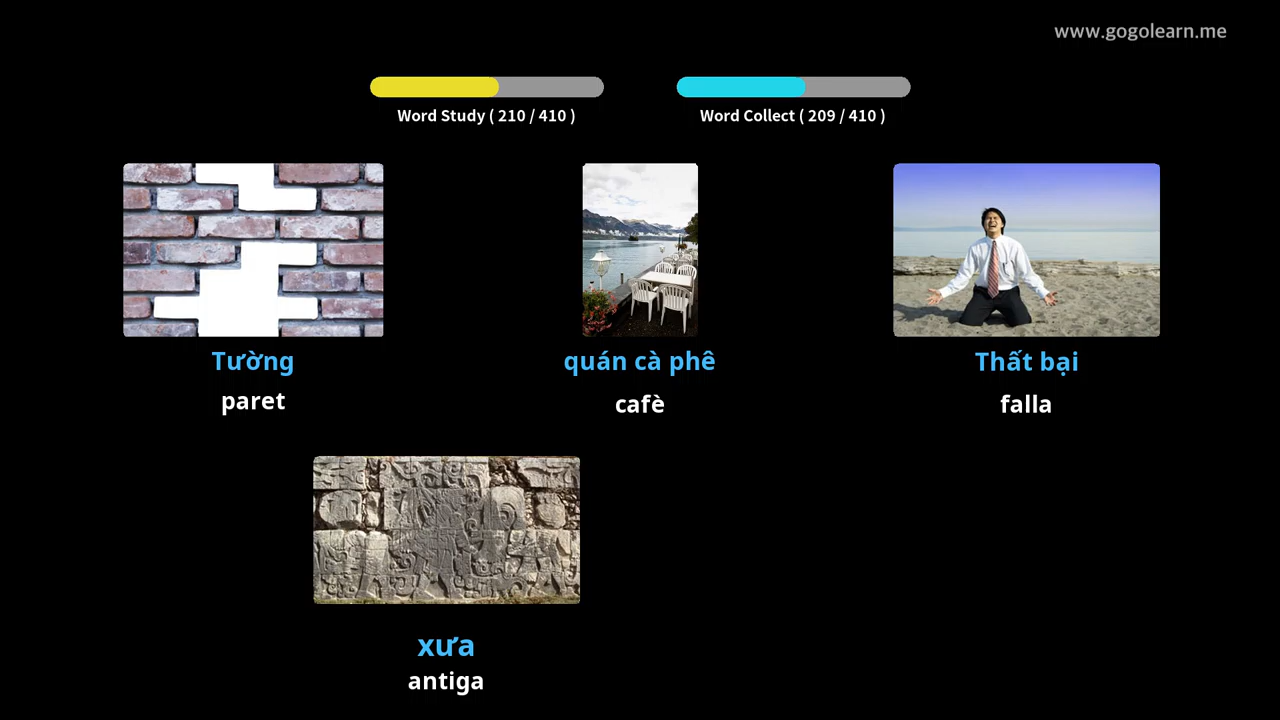 www.gogolearn.me
Word Study ( 210 / 410 )
Word Collect ( 209 / 410 )
Tường
paret
quán cà phê
cafè
Thất bại
falla
xưa
antiga